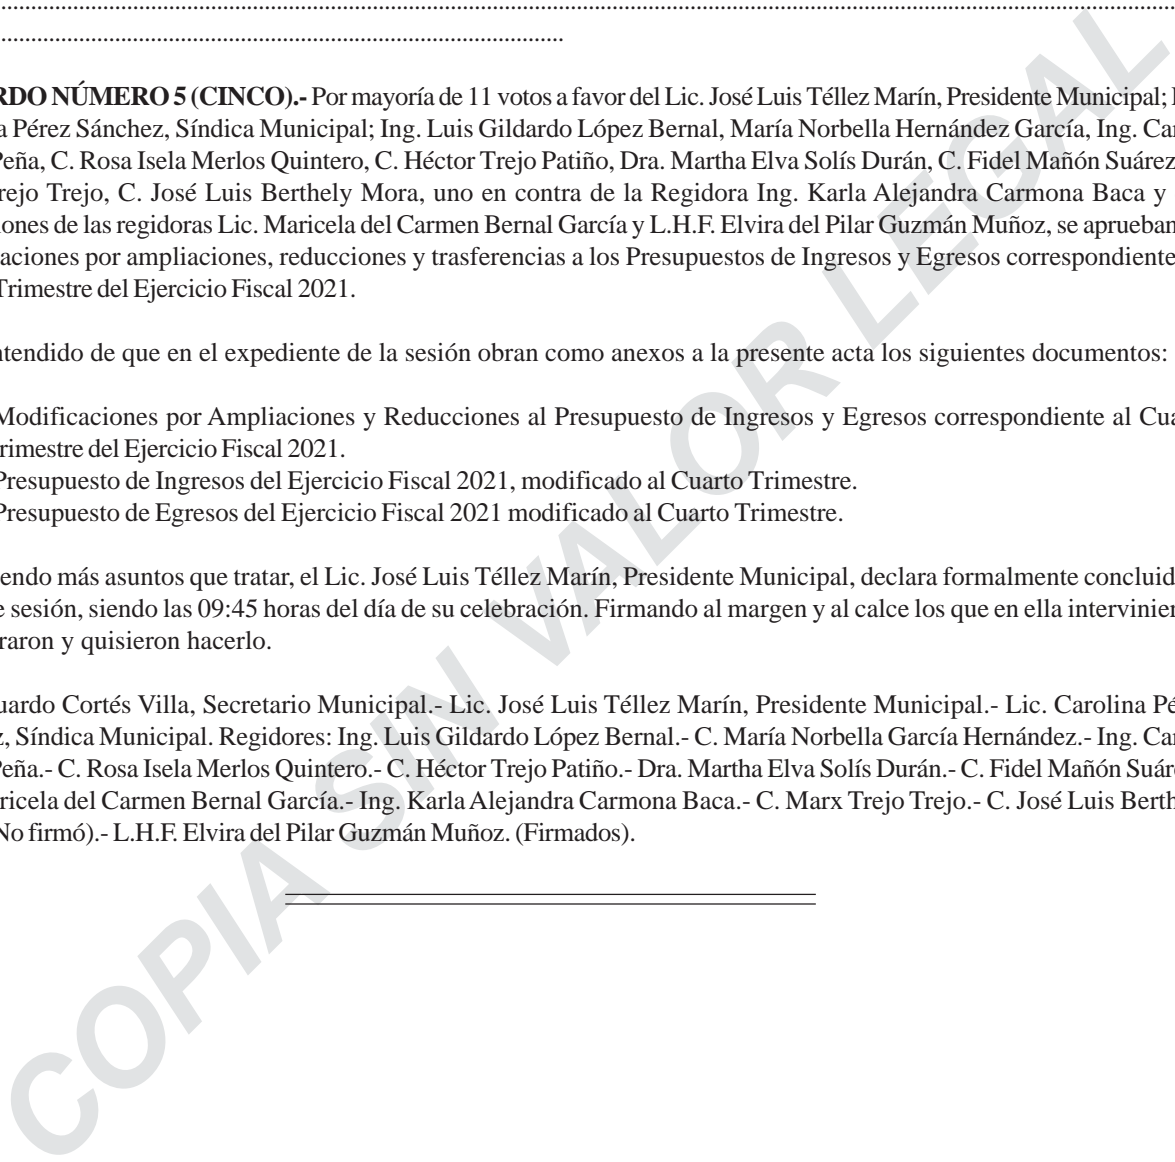 RDO NÚMERO 5 (CINCO).- Por mayoría de 11 votos a favor del Lic. José Luis Téllez Marín, Presidente Municipal;
a Pérez Sánchez, Síndica Municipal; Ing. Luis Gildardo López Bernal, María Norbella Hernández García, Ing. Car
Peña, C. Rosa Isela Merlos Quintero, C. Héctor Trejo Patiño, Dra. Martha Elva Solís Durán, C. Fidel Mañón Suárez
rejo Trejo, C. José Luis Berthely Mora, uno en contra de la Regidora Ing. Karla Alejandra Carmona Baca y
iones de las regidoras Lic. Maricela del Carmen Bernal García y L.H.F. Elvira del Pilar Guzmán Muñoz, se aprueban
aciones por ampliaciones, reducciones y trasferencias a los Presupuestos de Ingresos y Egresos correspondiente
Trimestre del Ejercicio Fiscal 2021.
ntendido de que en el expediente de la sesión obran como anexos a la presente acta los siguientes documentos:
Modificaciones por Ampliaciones y Reducciones al Presupuesto de Ingresos y Egresos correspondiente al Cua
rimestre del Ejercicio Fiscal 2021.
Presupuesto de Ingresos del Ejercicio Fiscal 2021, modificado al Cuarto Trimestre.
Presupuesto de Egresos del Ejercicio Fiscal 2021 modificado al Cuarto Trimestre.
endo más asuntos que tratar, el Lic. José Luis Téllez Marín, Presidente Municipal, declara formalmente concluid
e sesión, siendo las 09:45 horas del día de su celebración. Firmando al margen y al calce los que en ella intervinie
raron y quisieron hacerlo.
uardo Cortés Villa, Secretario Municipal.- Lic. José Luis Téllez Marín, Presidente Municipal.- Lic. Carolina Pé
z, Síndica Municipal. Regidores: Ing. Luis Gildardo López Bernal.- C. María Norbella García Hernández.- Ing. Car
Peña.- C. Rosa Isela Merlos Quintero.- C. Héctor Trejo Patiño.- Dra. Martha Elva Solís Durán.- C. Fidel Mañón Suár
ricela del Carmen Bernal García.- Ing. Karla Alejandra Carmona Baca.- C. Marx Trejo Trejo.- C. José Luis Berth
No firmó).- L.H.F. Elvira del Pilar Guzmán Muñoz. (Firmados).
COPIA SIN VALOR LEGAL